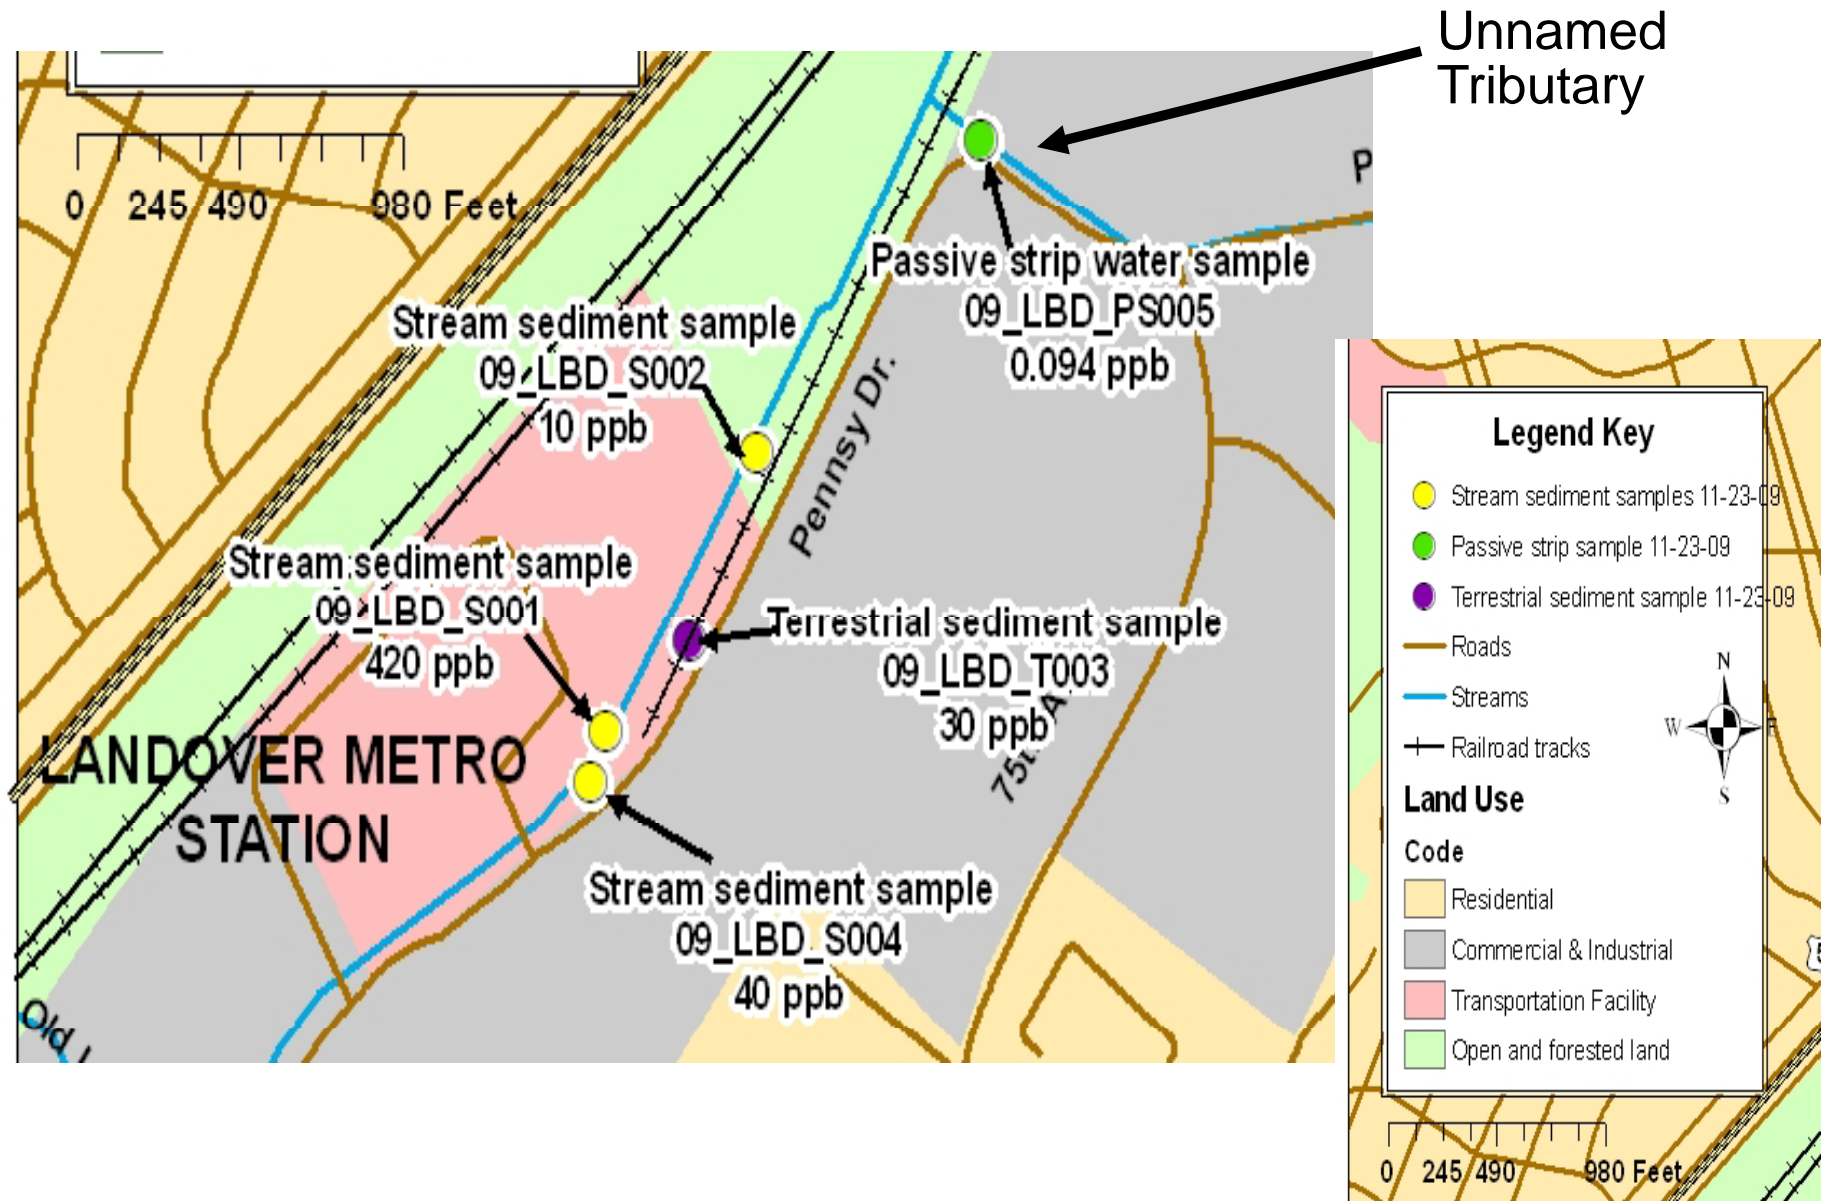 Unnamed
Tributary
0 245 490 980 Feet
P
Passive strip water sample
09_LBD_PS005
0.094 ppb
Stream sediment sample
09_LBD_S002
10 ppb
Pennsy Dr.
Stream sediment sample
09_LBD_S001
420 ppb
Terrestrial sediment sample
09_LBD_T003
30 ppb
LANDOVER METRO
STATION
Stream sediment sample
09_LBD_S004
40 ppb
Old
Legend Key
Stream sediment samples 11-23-09
Passive strip sample 11-23-09
Terrestrial sediment sample 11-23-09
Roads
Streams
Railroad tracks
N
W E
S
Land Use
Code
Residential
Commercial & Industrial
Transportation Facility
Open and forested land
5
0 245 490 980 Feet